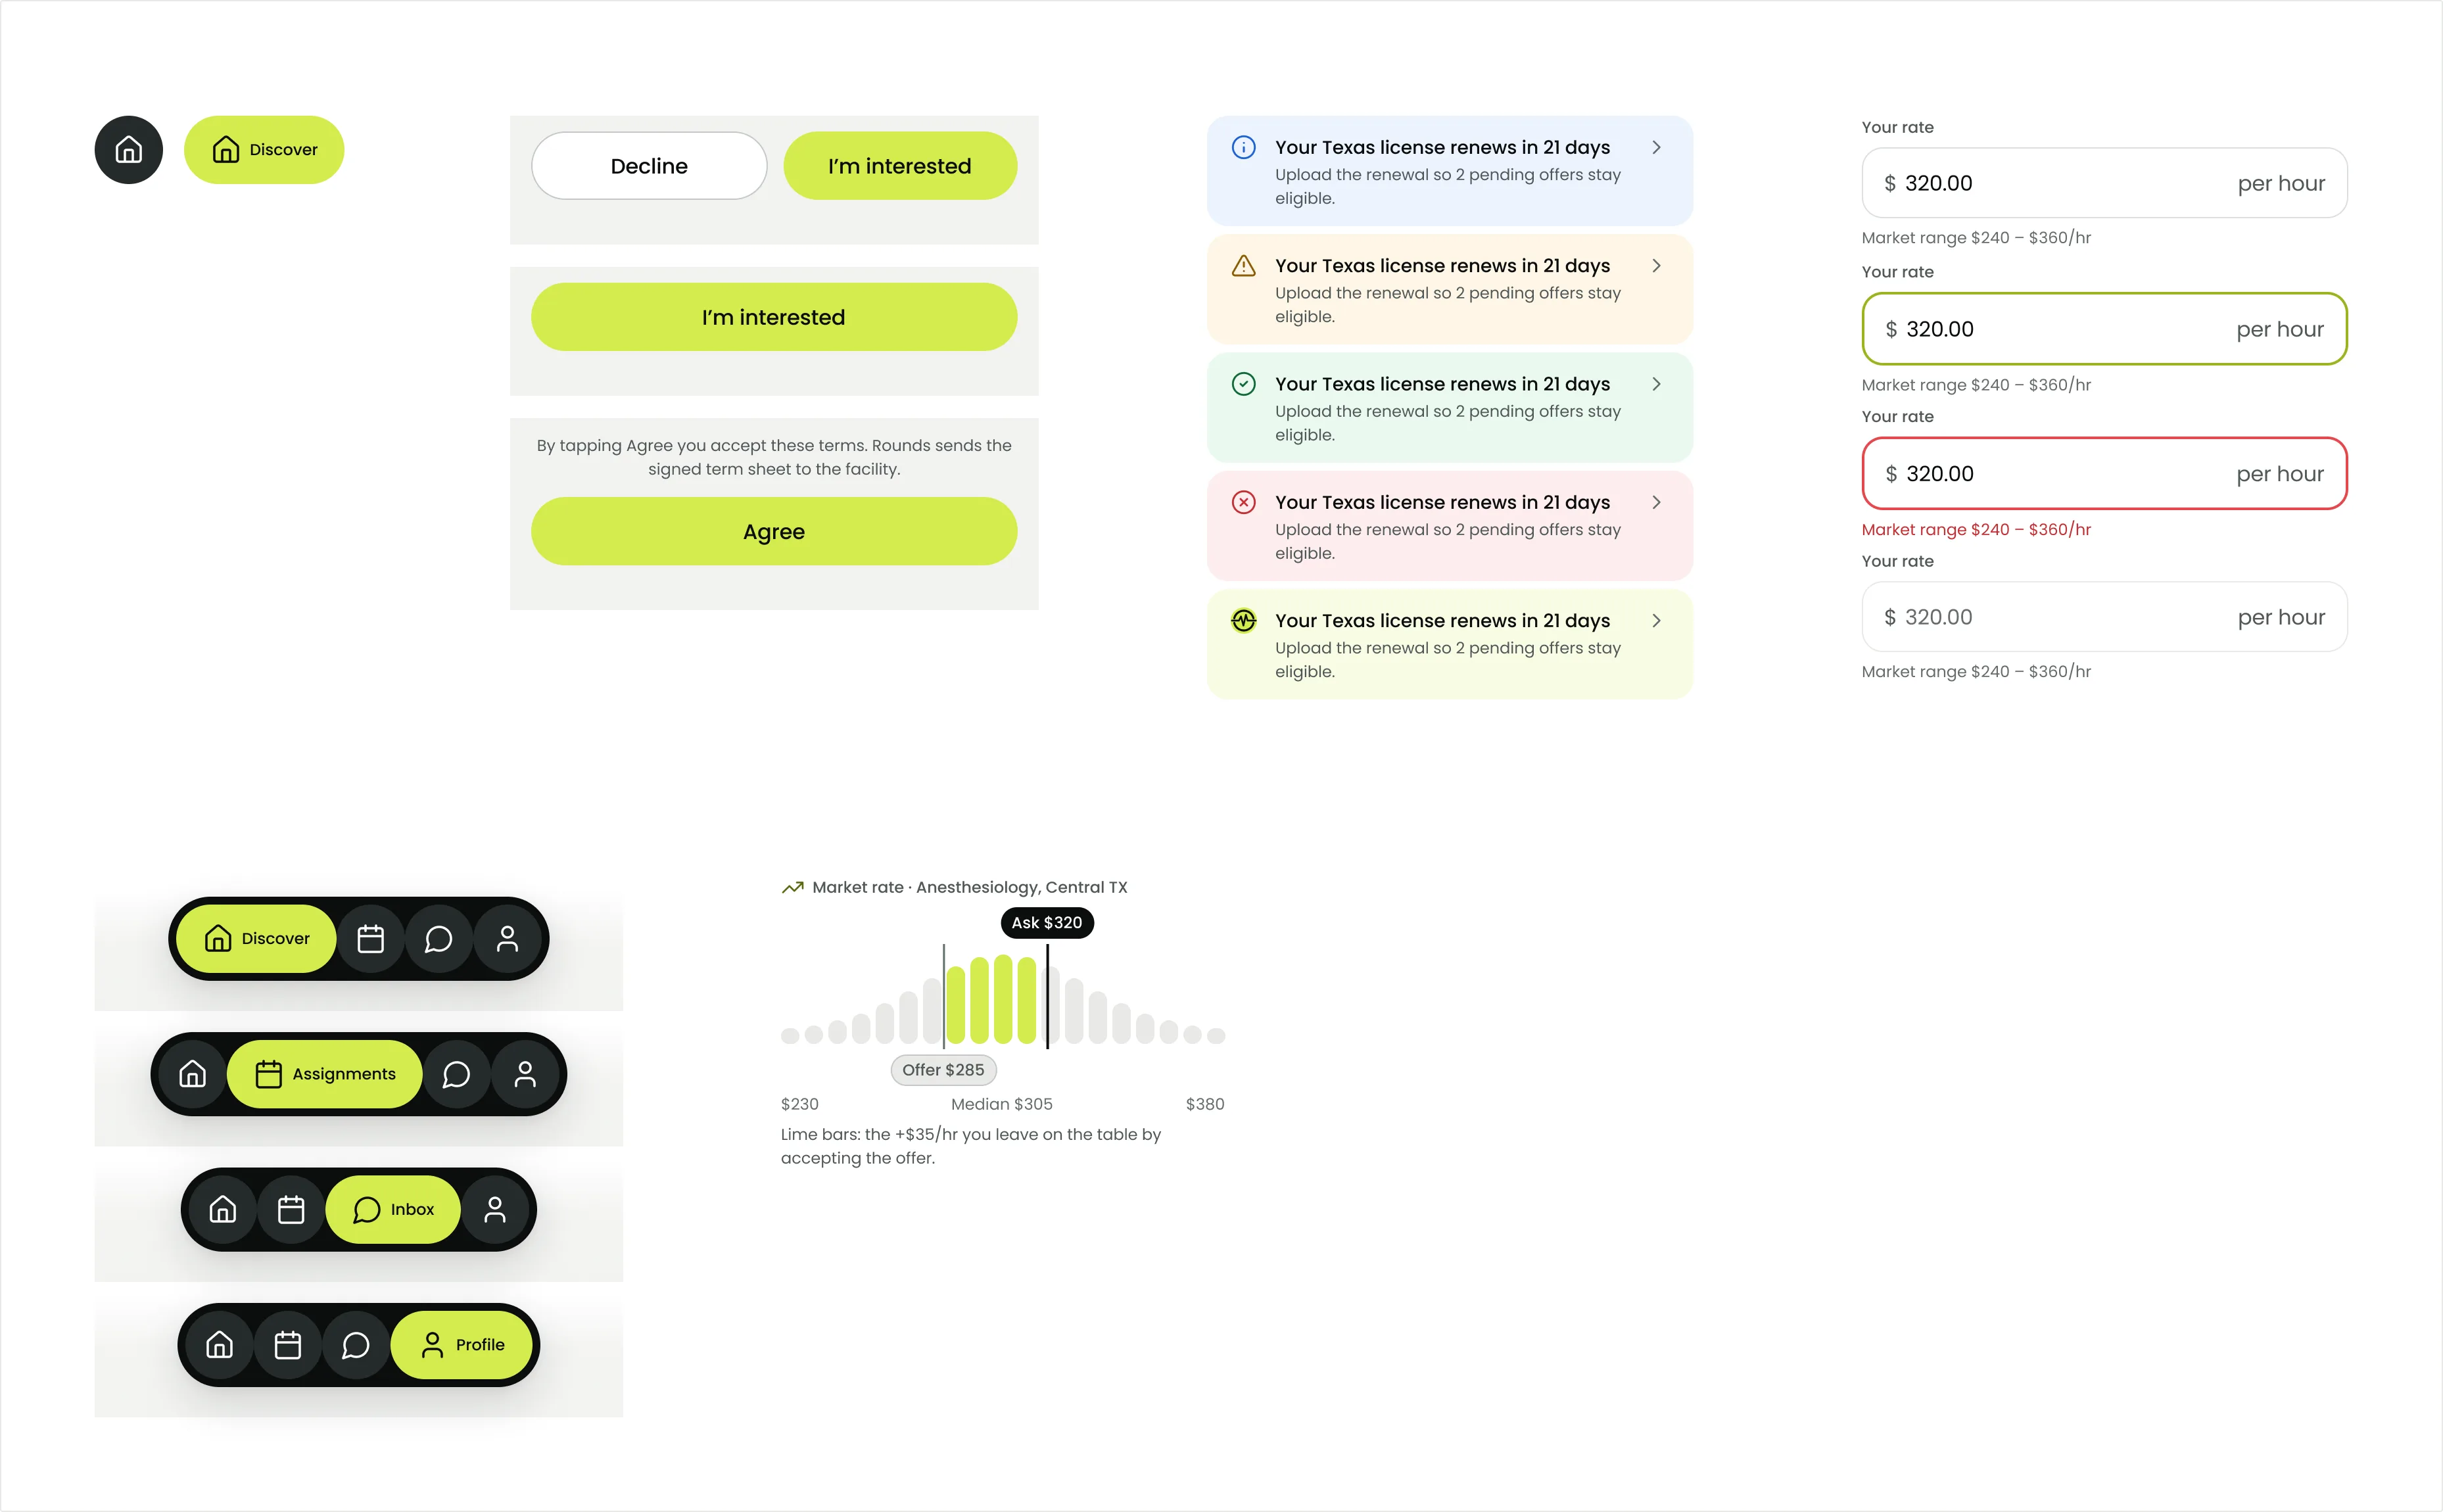 Discover
Decline
I’m interested
I’m interested
By tapping Agree you accept these terms. Rounds sends the
signed term sheet to the facility.
Agree
Your Texas license renews in 21 days
Upload the renewal so 2 pending offers stay
eligible.
Your Texas license renews in 21 days
Upload the renewal so 2 pending offers stay
eligible.
Your Texas license renews in 21 days
Upload the renewal so 2 pending offers stay
eligible.
Your Texas license renews in 21 days
Upload the renewal so 2 pending offers stay
eligible.
Your Texas license renews in 21 days
Upload the renewal so 2 pending offers stay
eligible.
Your rate
$ 320.00 per hour
Market range $240 – $360/hr
Your rate
$ 320.00 per hour
Market range $240 – $360/hr
Your rate
$ 320.00 per hour
Market range $240 – $360/hr
Your rate
$ 320.00 per hour
Market range $240 – $360/hr
Discover
Assignments
Inbox
Profile
Market rate · Anesthesiology, Central TX
Ask $320
Offer $285
$230 Median $305 $380
Lime bars: the +$35/hr you leave on the table by
accepting the offer.